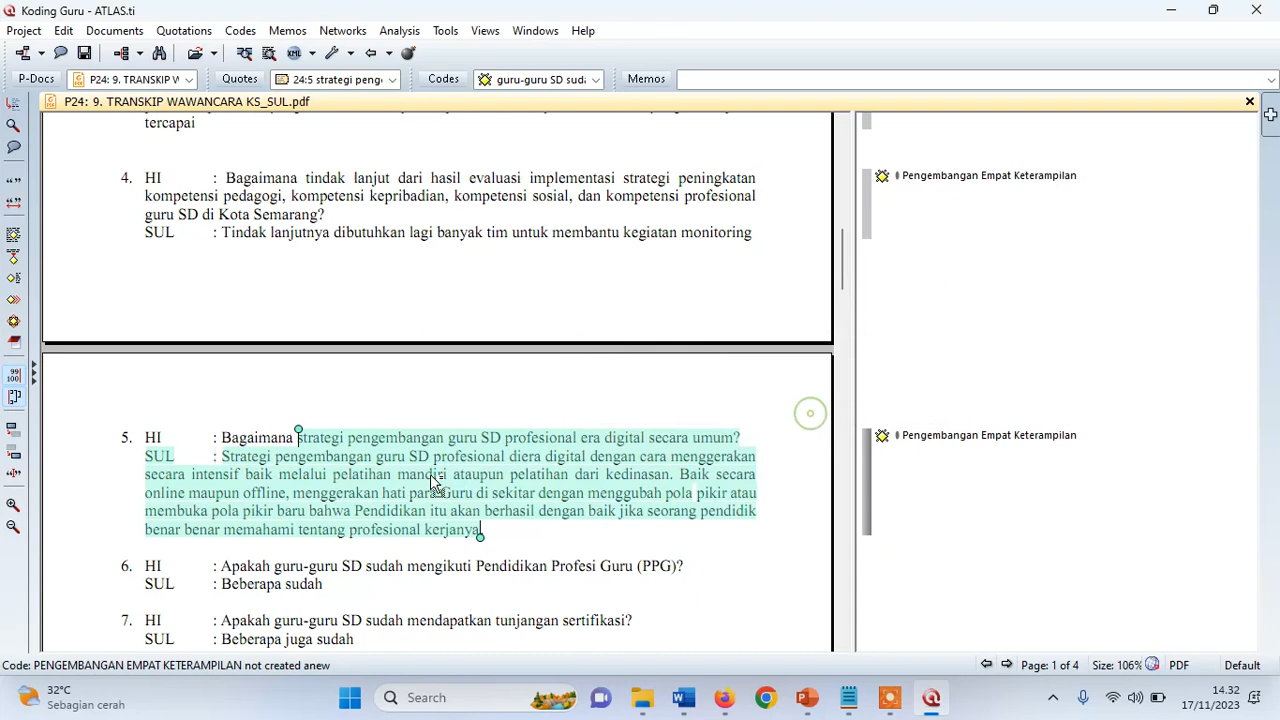 Koding Guru - ATLAS.ti
Project Edit Documents Quotations Codes Memos Networks Analysis Tools Views Windows Help
P-Docs P24: 9. TRANSKIP W Quotes 24:5 strategi peng Codes guru-guru SD suda Memos
P24: 9. TRANSKIP WAWANCARA KS_SUL.pdf
tercapai
4. HI : Bagaimana tindak lanjut dari hasil evaluasi implementasi strategi peningkatan
kompetensi pedagogi, kompetensi kepribadian, kompetensi sosial, dan kompetensi profesional
guru SD di Kota Semarang?
SUL : Tindak lanjutnya dibutuhkan lagi banyak tim untuk membantu kegiatan monitoring
Pengembangan Empat Keterampilan
5. HI : Bagaimana strategi pengembangan guru SD profesional era digital secara umum?
SUL : Strategi pengembangan guru SD profesional diera digital dengan cara menggerakan
secara intensif baik melalui pelatihan mandiri ataupun pelatihan dari kedinasan. Baik secara
online maupun offline, menggerakan hati para Guru di sekitar dengan menggubah pola pikir atau
membuka pola pikir baru bahwa Pendidikan itu akan berhasil dengan baik jika seorang pendidik
benar benar memahami tentang profesional kerjanya
Pengembangan Empat Keterampilan
6. HI : Apakah guru-guru SD sudah mengikuti Pendidikan Profesi Guru (PPG)?
SUL : Beberapa sudah
7. HI : Apakah guru-guru SD sudah mendapatkan tunjangan sertifikasi?
SUL : Beberapa juga sudah
Code: PENGEMBANGAN EMPAT KETERAMPILAN not created anew
Page: 1 of 4 Size: 106% PDF Default
32°C
Sebagian cerah
Search
14.32
17/11/2023